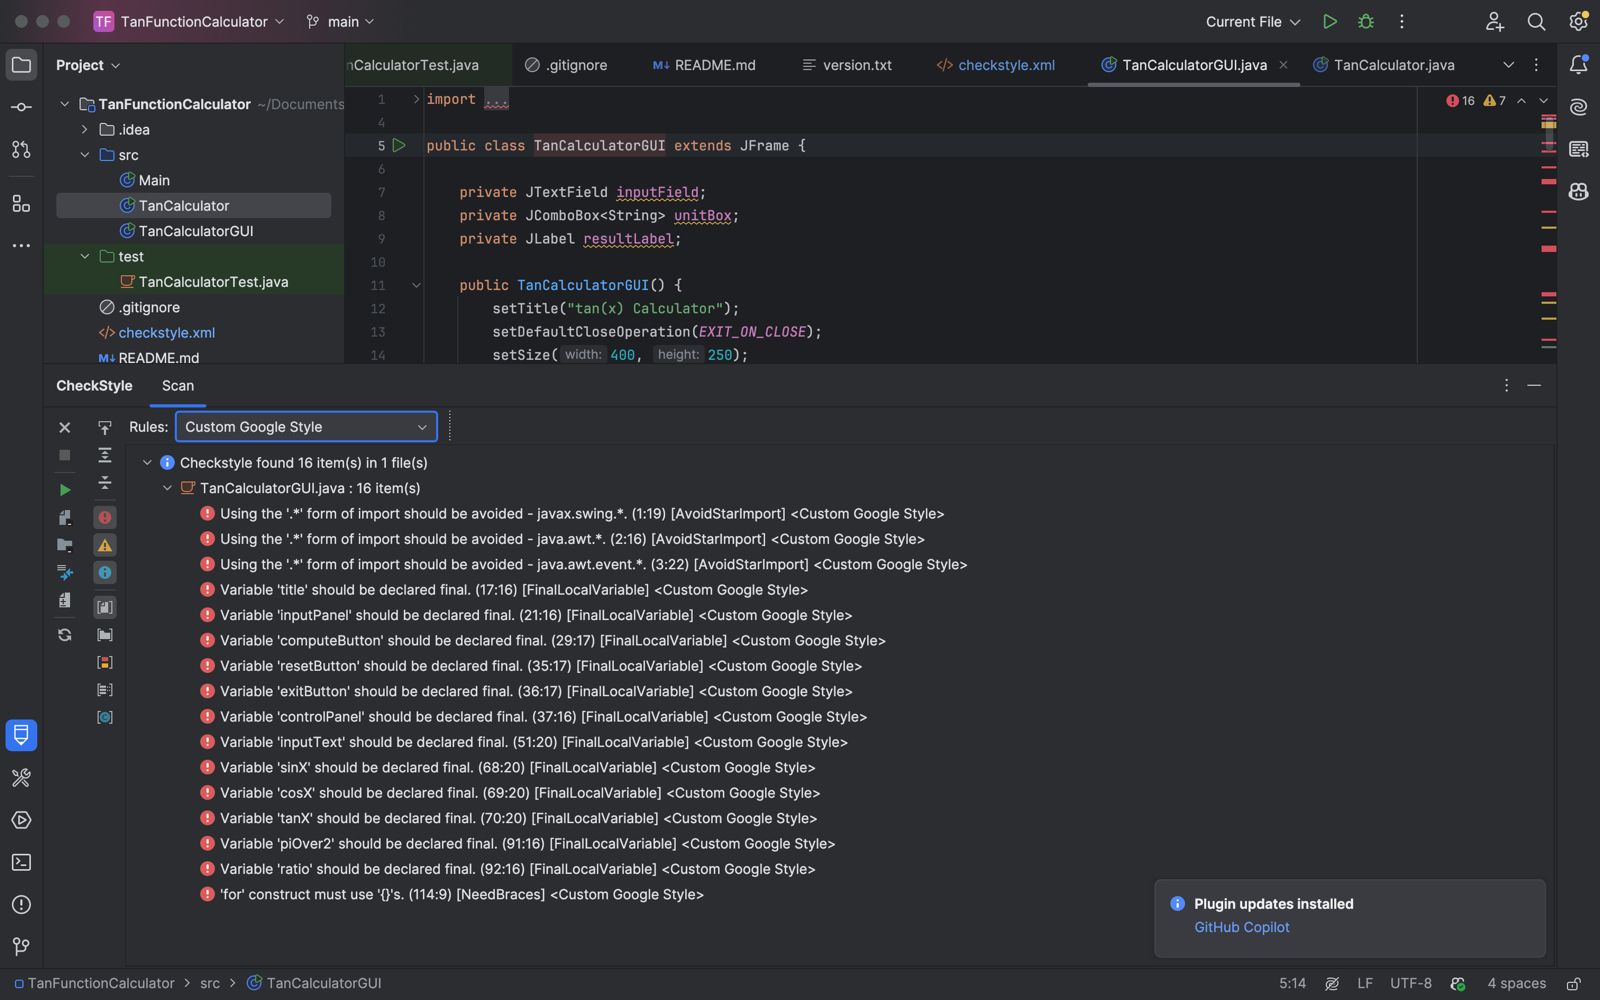 TF TanFunctionCalculator main Current File
Project
nCalculatorTest.java .gitignore M↓ README.md version.txt </> checkstyle.xml TanCalculatorGUI.java TanCalculator.java
TanFunctionCalculator ~/Documents
.idea
src
Main
TanCalculator
TanCalculatorGUI
test
TanCalculatorTest.java
.gitignore
</> checkstyle.xml
M↓ README.md
16 7
1 import ...
4
5 public class TanCalculatorGUI extends JFrame {
6
7 private JTextField inputField;
8 private JComboBox<String> unitBox;
9 private JLabel resultLabel;
10
11 public TanCalculatorGUI() {
12 setTitle("tan(x) Calculator");
13 setDefaultCloseOperation(EXIT_ON_CLOSE);
14 setSize( width: 400, height: 250);
CheckStyle Scan
Rules: Custom Google Style
Checkstyle found 16 item(s) in 1 file(s)
TanCalculatorGUI.java : 16 item(s)
Using the '.*' form of import should be avoided - javax.swing.*. (1:19) [AvoidStarImport] <Custom Google Style>
Using the '.*' form of import should be avoided - java.awt.*. (2:16) [AvoidStarImport] <Custom Google Style>
Using the '.*' form of import should be avoided - java.awt.event.*. (3:22) [AvoidStarImport] <Custom Google Style>
Variable 'title' should be declared final. (17:16) [FinalLocalVariable] <Custom Google Style>
Variable 'inputPanel' should be declared final. (21:16) [FinalLocalVariable] <Custom Google Style>
Variable 'computeButton' should be declared final. (29:17) [FinalLocalVariable] <Custom Google Style>
Variable 'resetButton' should be declared final. (35:17) [FinalLocalVariable] <Custom Google Style>
Variable 'exitButton' should be declared final. (36:17) [FinalLocalVariable] <Custom Google Style>
Variable 'controlPanel' should be declared final. (37:16) [FinalLocalVariable] <Custom Google Style>
Variable 'inputText' should be declared final. (51:20) [FinalLocalVariable] <Custom Google Style>
Variable 'sinX' should be declared final. (68:20) [FinalLocalVariable] <Custom Google Style>
Variable 'cosX' should be declared final. (69:20) [FinalLocalVariable] <Custom Google Style>
Variable 'tanX' should be declared final. (70:20) [FinalLocalVariable] <Custom Google Style>
Variable 'piOver2' should be declared final. (91:16) [FinalLocalVariable] <Custom Google Style>
Variable 'ratio' should be declared final. (92:16) [FinalLocalVariable] <Custom Google Style>
'for' construct must use '{}'s. (114:9) [NeedBraces] <Custom Google Style>
Plugin updates installed
GitHub Copilot
TanFunctionCalculator > src > TanCalculatorGUI 5:14 LF UTF-8 4 spaces